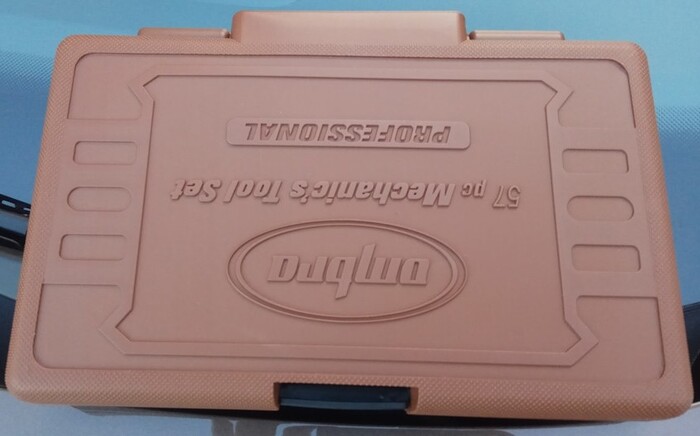 ombra
57 pc Mechanic's Tool Set
PROFESSIONAL